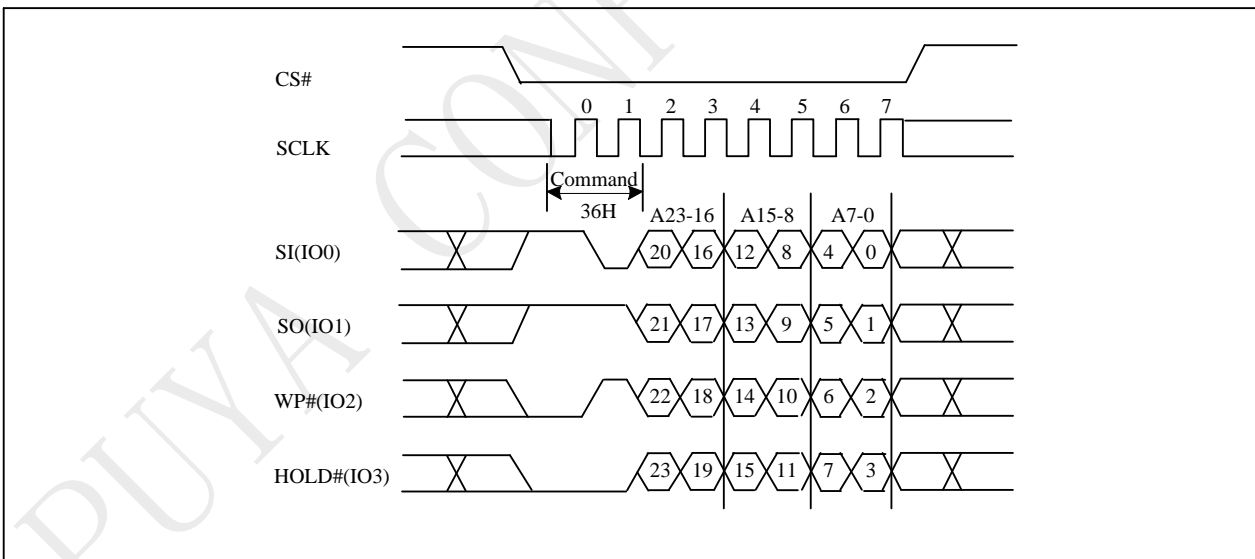 PUYA CONF
CS#
0 1 2 3 4 5 6 7
SCLK
Command
36H
A23-16 A15-8 A7-0
SI(IO0) 20 16 12 8 4 0
SO(IO1) 21 17 13 9 5 1
WP#(IO2) 22 18 14 10 6 2
HOLD#(IO3) 23 19 15 11 7 3